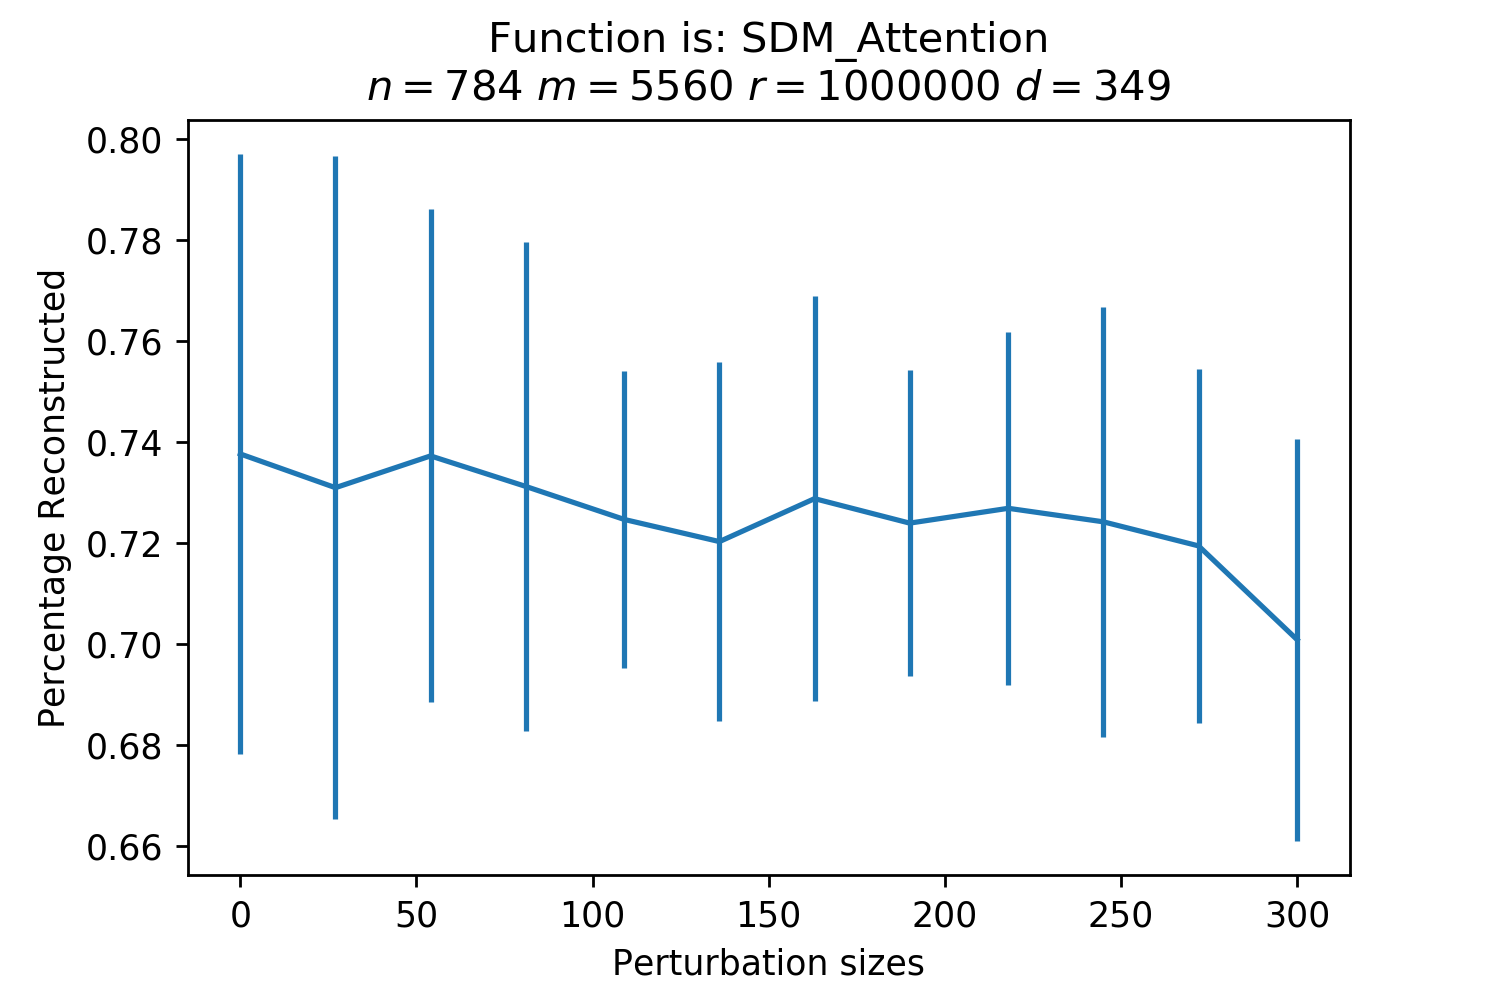 Function is: SDM_Attention
n = 784 m = 5560 r = 1000000 d = 349
Percentage Reconstructed
0.80
0.78
0.76
0.74
0.72
0.70
0.68
0.66
0 50 100 150 200 250 300
Perturbation sizes